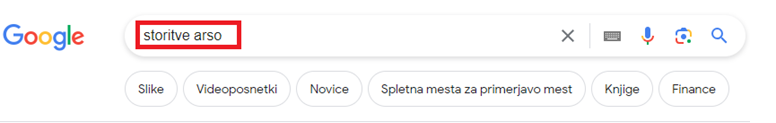 Google storitve arso
Slike Videoposnetki Novice Spletna mesta za primerjavo mest Knjige Finance